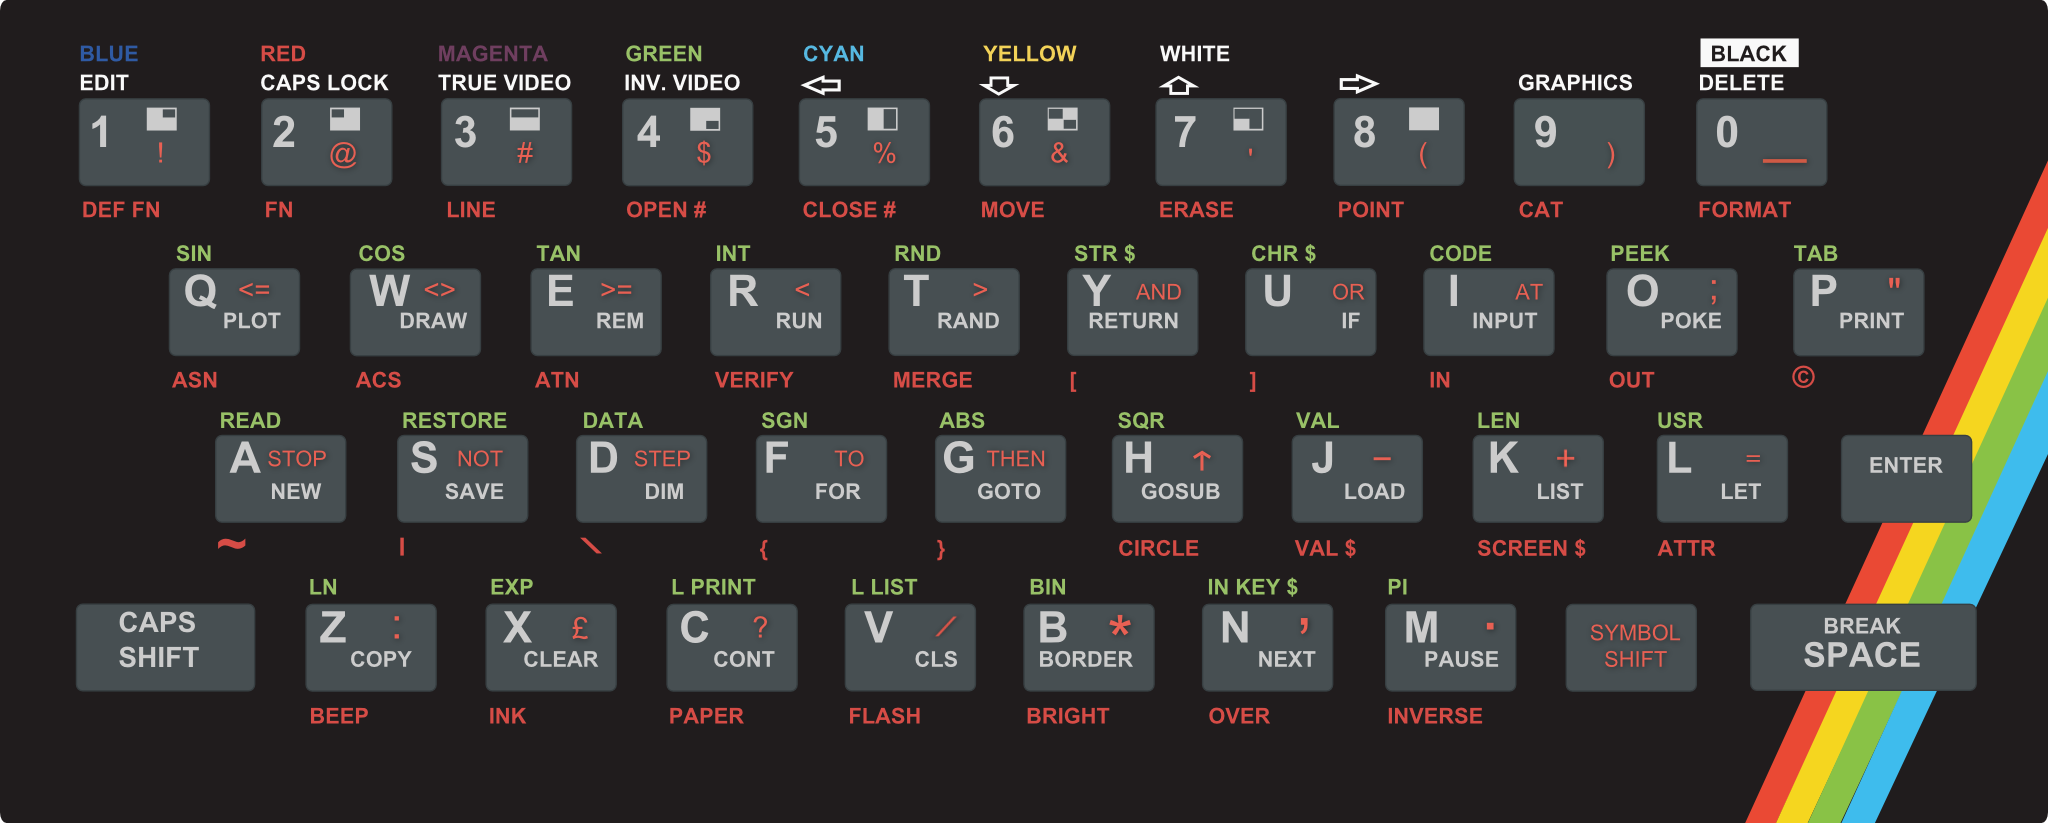 BLUE RED MAGENTA GREEN CYAN YELLOW WHITE BLACK
EDIT CAPS LOCK TRUE VIDEO INV. VIDEO GRAPHICS DELETE
1 ! 2 @ 3 # 4 $ 5 % 6 & 7 ' 8 ( 9 ) 0 _
DEF FN FN LINE OPEN # CLOSE # MOVE ERASE POINT CAT FORMAT
SIN COS TAN INT RND STR $ CHR $ CODE PEEK TAB
Q <= W <> E >= R < T > Y AND U OR I AT O ; P "
PLOT DRAW REM RUN RAND RETURN IF INPUT POKE PRINT
ASN ACS ATN VERIFY MERGE [ ] IN OUT ©
READ RESTORE DATA SGN ABS SQR VAL LEN USR
A STOP S NOT D STEP F TO G THEN H ↑ J − K + L = ENTER
NEW SAVE DIM FOR GOTO GOSUB LOAD LIST LET
~ | \ { } CIRCLE VAL $ SCREEN $ ATTR
LN EXP L PRINT L LIST BIN IN KEY $ PI
CAPS Z : X £ C ? V / B * N , M . SYMBOL BREAK
SHIFT COPY CLEAR CONT CLS BORDER NEXT PAUSE SHIFT SPACE
BEEP INK PAPER FLASH BRIGHT OVER INVERSE